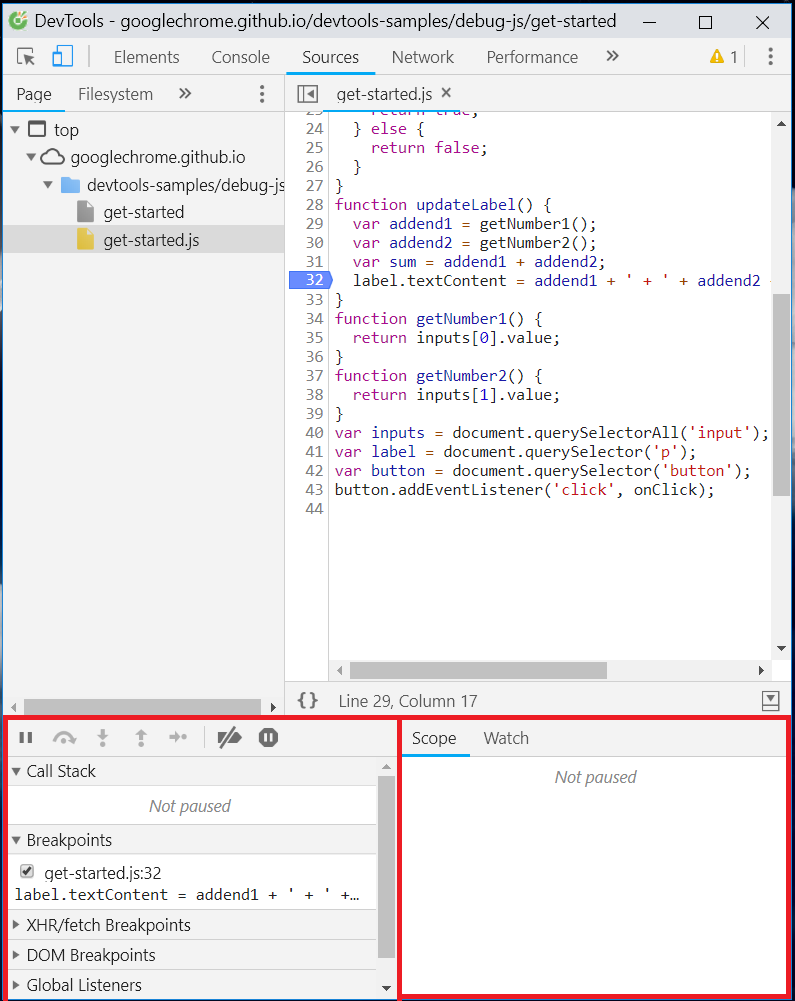 DevTools - googlechrome.github.io/devtools-samples/debug-js/get-started
Elements Console Sources Network Performance » 1
Page Filesystem »
get-started.js ×
top
googlechrome.github.io
devtools-samples/debug-js
get-started
get-started.js
23 return true;
24 } else {
25 return false;
26 }
27 }
28 function updateLabel() {
29 var addend1 = getNumber1();
30 var addend2 = getNumber2();
31 var sum = addend1 + addend2;
32 label.textContent = addend1 + ' + ' + addend2
33 }
34 function getNumber1() {
35 return inputs[0].value;
36 }
37 function getNumber2() {
38 return inputs[1].value;
39 }
40 var inputs = document.querySelectorAll('input');
41 var label = document.querySelector('p');
42 var button = document.querySelector('button');
43 button.addEventListener('click', onClick);
44
{} Line 29, Column 17
Call Stack
Not paused
Breakpoints
get-started.js:32
label.textContent = addend1 + ' + ' +…
XHR/fetch Breakpoints
DOM Breakpoints
Global Listeners
Scope Watch
Not paused